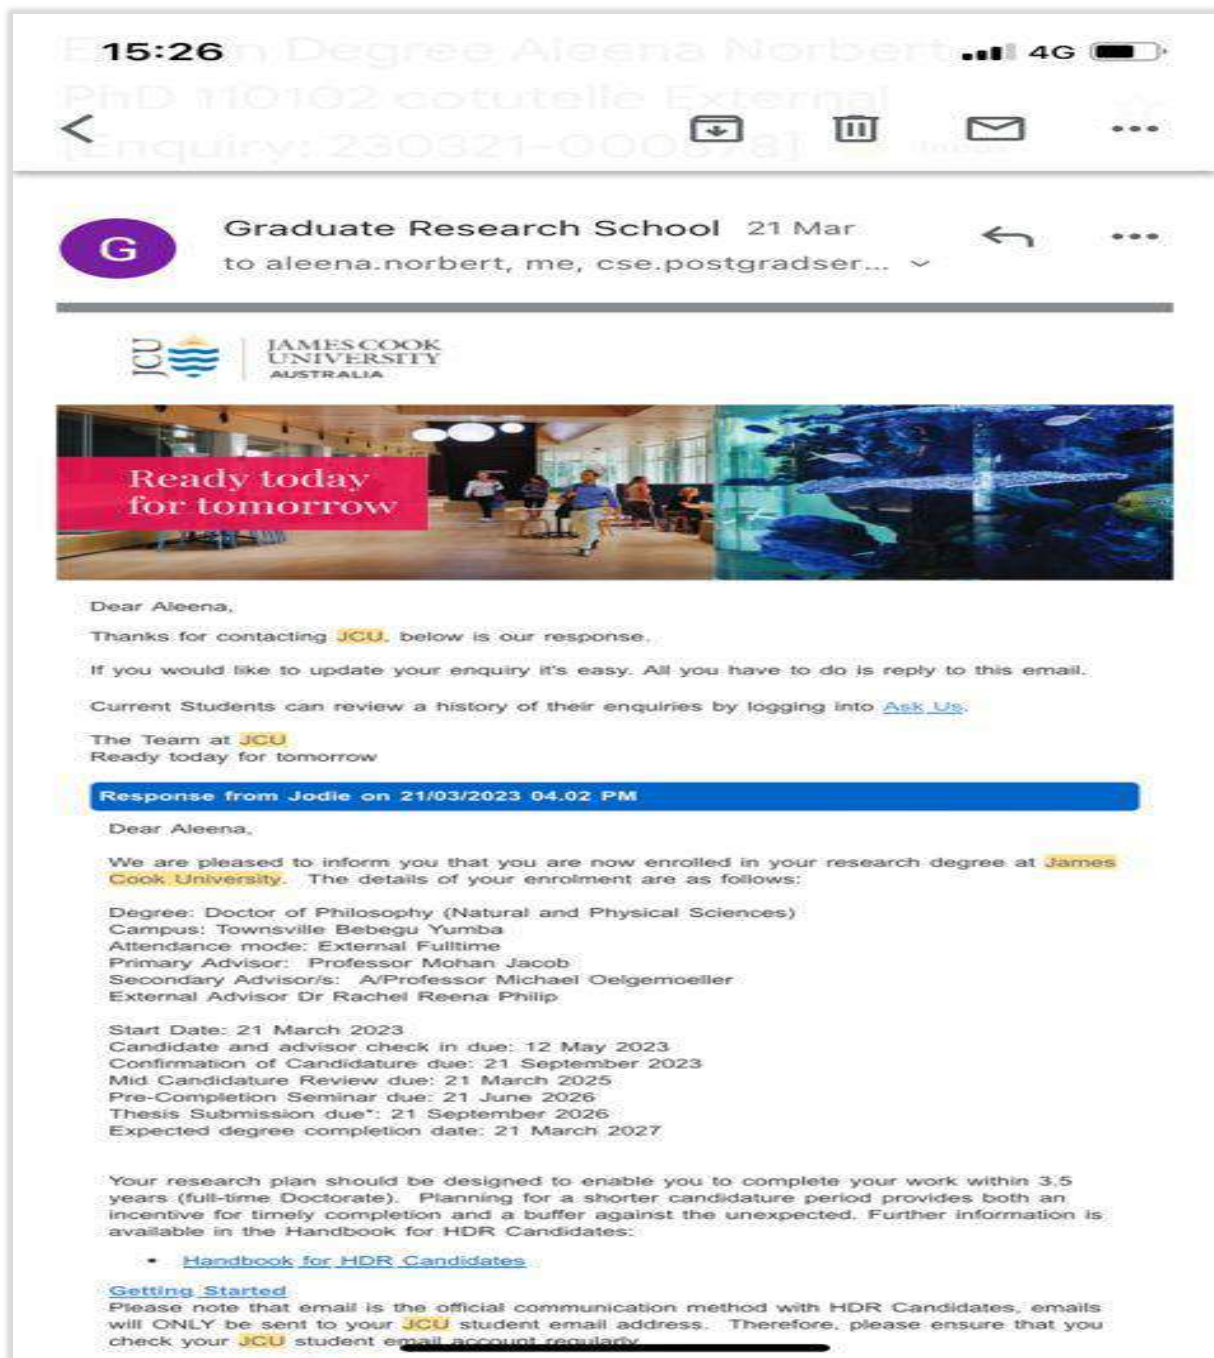 15:26
4G
Degree Aleena Norbert
PhD 110102 cotutelle External
[Enquiry: 230321-000878]
G
Graduate Research School 21 Mar
to aleena.norbert, me, cse.postgradser...
JCU
JAMES COOK
UNIVERSITY
AUSTRALIA
Ready today
for tomorrow
Dear Aleena,
Thanks for contacting JCU, below is our response.
If you would like to update your enquiry it's easy. All you have to do is reply to this email.
Current Students can review a history of their enquiries by logging into Ask Us.
The Team at JCU
Ready today for tomorrow
Response from Jodie on 21/03/2023 04.02 PM
Dear Aleena,
We are pleased to inform you that you are now enrolled in your research degree at James
Cook University. The details of your enrolment are as follows:
Degree: Doctor of Philosophy (Natural and Physical Sciences)
Campus: Townsville Bebegu Yumba
Attendance mode: External Fulltime
Primary Advisor: Professor Mohan Jacob
Secondary Advisor/s: A/Professor Michael Oelgemoeller
External Advisor Dr Rachel Reena Philip
Start Date: 21 March 2023
Candidate and advisor check in due: 12 May 2023
Confirmation of Candidature due: 21 September 2023
Mid Candidature Review due: 21 March 2025
Pre-Completion Seminar due: 21 June 2026
Thesis Submission due*: 21 September 2026
Expected degree completion date: 21 March 2027
Your research plan should be designed to enable you to complete your work within 3.5
years (full-time Doctorate). Planning for a shorter candidature period provides both an
incentive for timely completion and a buffer against the unexpected. Further information is
available in the Handbook for HDR Candidates:
• Handbook for HDR Candidates
Getting Started
Please note that email is the official communication method with HDR Candidates, emails
will ONLY be sent to your JCU student email address. Therefore, please ensure that you
check your JCU student email account regularly